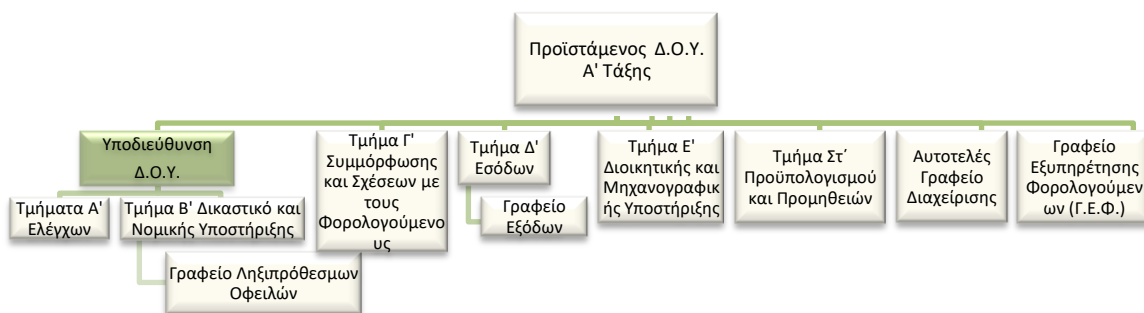 Προϊστάμενος Δ.Ο.Υ.
Α' Τάξης
Υποδιεύθυνση
Δ.Ο.Υ.
Τμήματα Α'
Ελέγχων
Τμήμα Β' Δικαστικό και
Νομικής Υποστήριξης
Γραφείο Ληξιπρόθεσμων
Οφειλών
Τμήμα Γ'
Συμμόρφωσης
και Σχέσεων με
τους
Φορολογούμενο
υς
Τμήμα Δ'
Εσόδων
Γραφείο
Εξόδων
Τμήμα Ε'
Διοικητικής και
Μηχανογραφικ
ής Υποστήριξης
Τμήμα Στ΄
Προϋπολογισμού
και Προμηθειών
Αυτοτελές
Γραφείο
Διαχείρισης
Γραφείο
Εξυπηρέτησης
Φορολογούμεν
ων (Γ.Ε.Φ.)